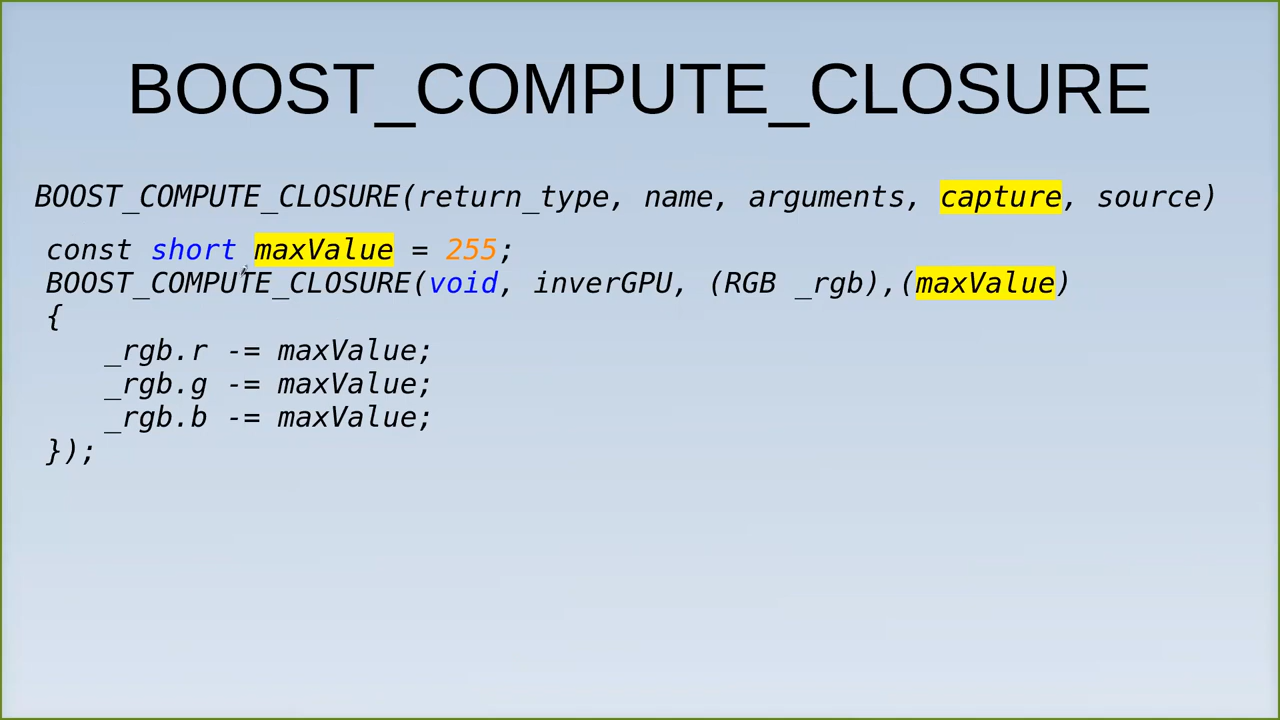 BOOST_COMPUTE_CLOSURE
BOOST_COMPUTE_CLOSURE(return_type, name, arguments, capture, source)
const short maxValue = 255;
BOOST_COMPUTE_CLOSURE(void, inverGPU, (RGB _rgb),(maxValue)
{
_rgb.r -= maxValue;
_rgb.g -= maxValue;
_rgb.b -= maxValue;
});